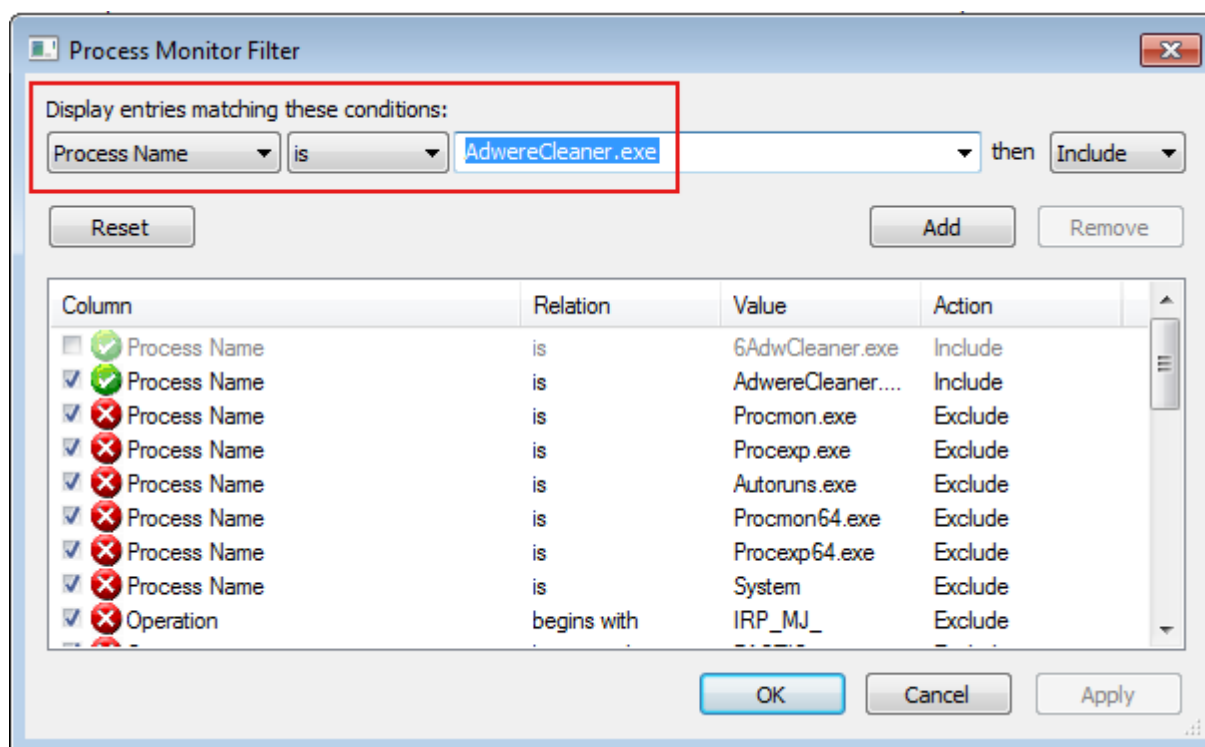 Process Monitor Filter
Display entries matching these conditions:
Process Name is AdwereCleaner.exe then Include
Reset Add Remove
Column Relation Value Action
Process Name is 6AdwCleaner.exe Include
Process Name is AdwereCleaner.... Include
Process Name is Procmon.exe Exclude
Process Name is Procexp.exe Exclude
Process Name is Autoruns.exe Exclude
Process Name is Procmon64.exe Exclude
Process Name is Procexp64.exe Exclude
Process Name is System Exclude
Operation begins with IRP_MJ_ Exclude
OK Cancel Apply